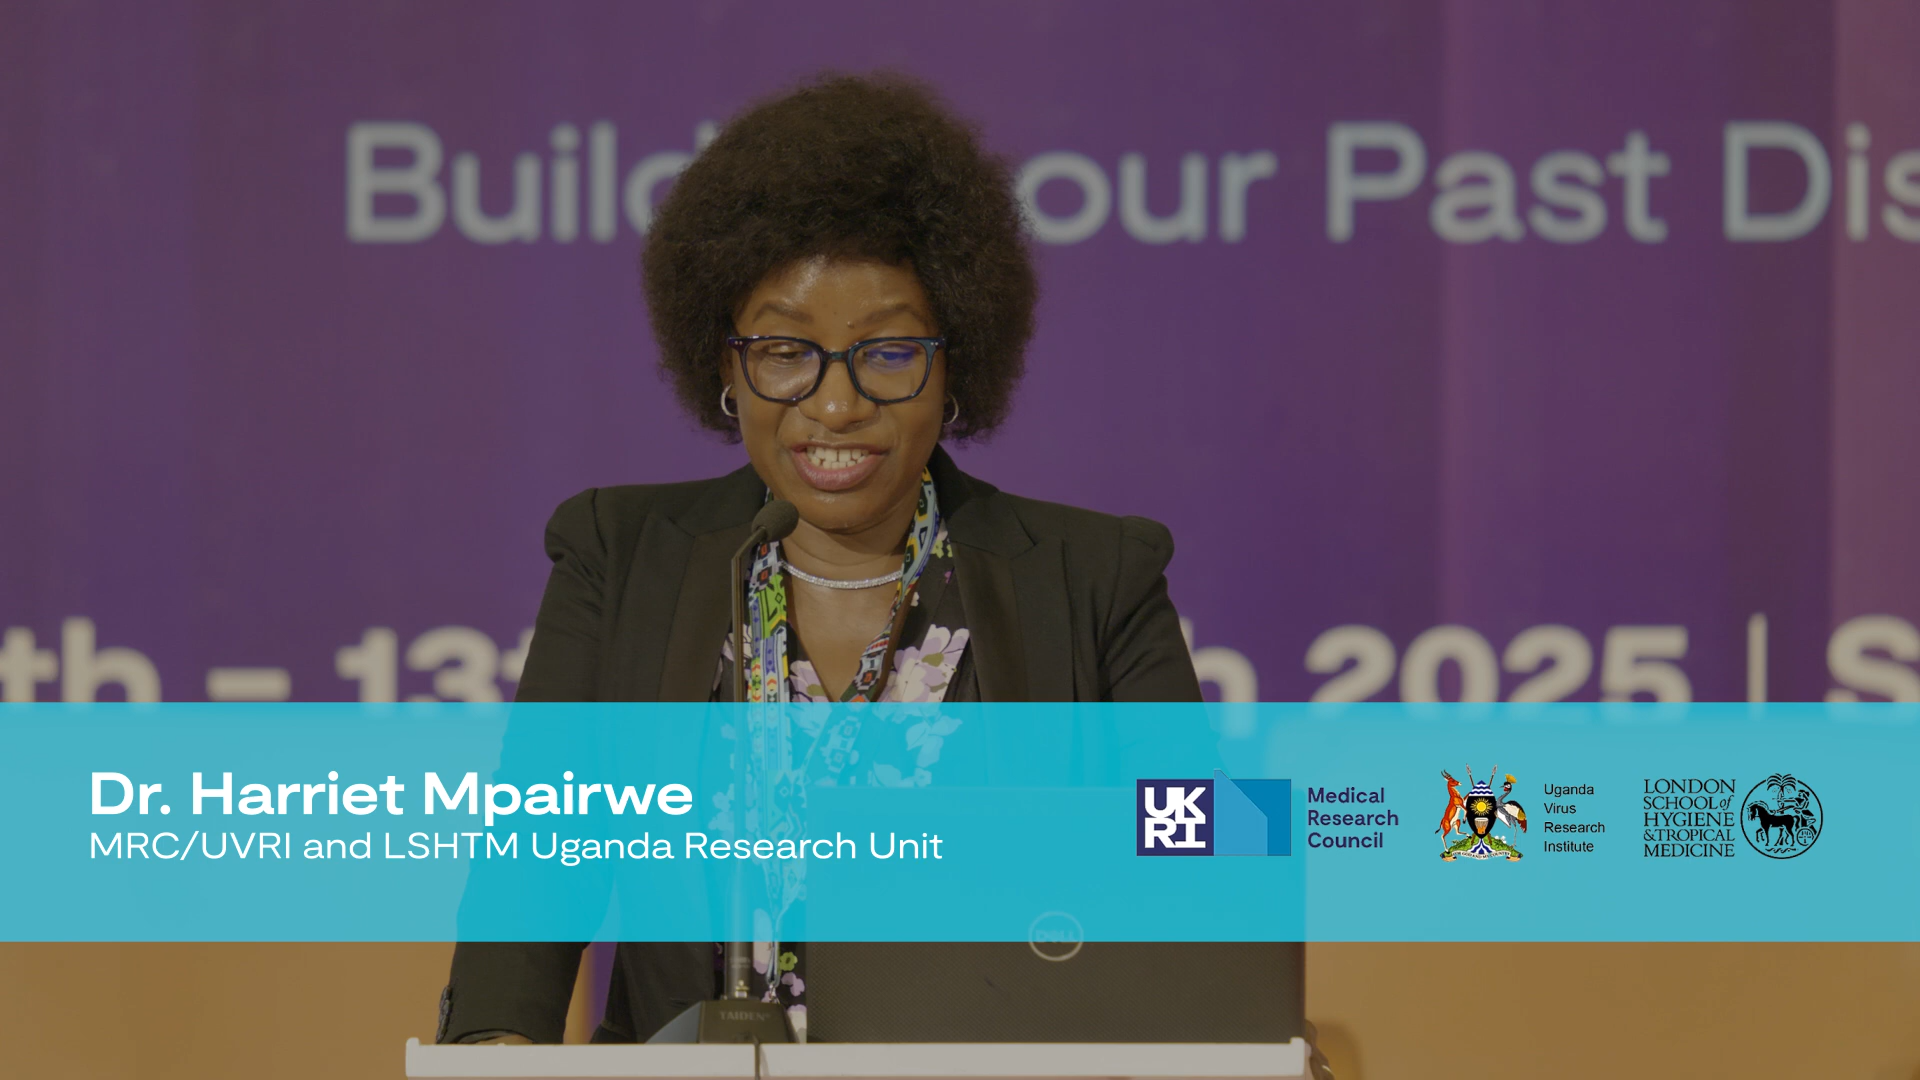 Build our Past Dis
th – 13t h 2025 | S
Dr. Harriet Mpairwe
MRC/UVRI and LSHTM Uganda Research Unit
UK
RI
Medical
Research
Council
Uganda
Virus
Research
Institute
LONDON
SCHOOL of
HYGIENE
& TROPICAL
MEDICINE
DELL
TAIDEN